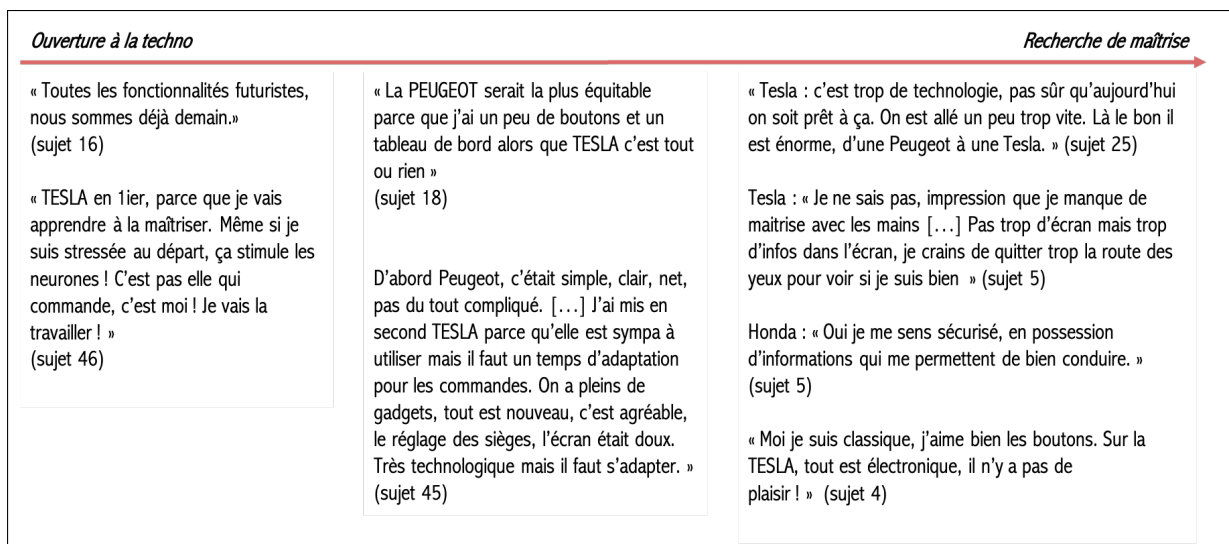 Ouverture à la techno
Recherche de maîtrise
« Toutes les fonctionnalités futuristes,
nous sommes déjà demain.»
(sujet 16)
« TESLA en 1ier, parce que je vais
apprendre à la maîtriser. Même si je
suis stressée au départ, ça stimule les
neurones ! C'est pas elle qui
commande, c'est moi ! Je vais la
travailler ! »
(sujet 46)
« La PEUGEOT serait la plus équitable
parce que j'ai un peu de boutons et un
tableau de bord alors que TESLA c'est tout
ou rien »
(sujet 18)
D'abord Peugeot, c'était simple, clair, net,
pas du tout compliqué. […] J'ai mis en
second TESLA parce qu'elle est sympa à
utiliser mais il faut un temps d'adaptation
pour les commandes. On a pleins de
gadgets, tout est nouveau, c'est agréable,
le réglage des sièges, l'écran était doux.
Très technologique mais il faut s'adapter. »
(sujet 45)
« Tesla : c'est trop de technologie, pas sûr qu'aujourd'hui
on soit prêt à ça. On est allé un peu trop vite. Là le bon il
est énorme, d'une Peugeot à une Tesla. » (sujet 25)
Tesla : « Je ne sais pas, impression que je manque de
maitrise avec les mains […] Pas trop d'écran mais trop
d'infos dans l'écran, je crains de quitter trop la route des
yeux pour voir si je suis bien » (sujet 5)
Honda : « Oui je me sens sécurisé, en possession
d'informations qui me permettent de bien conduire. »
(sujet 5)
« Moi je suis classique, j'aime bien les boutons. Sur la
TESLA, tout est électronique, il n'y a pas de
plaisir ! » (sujet 4)